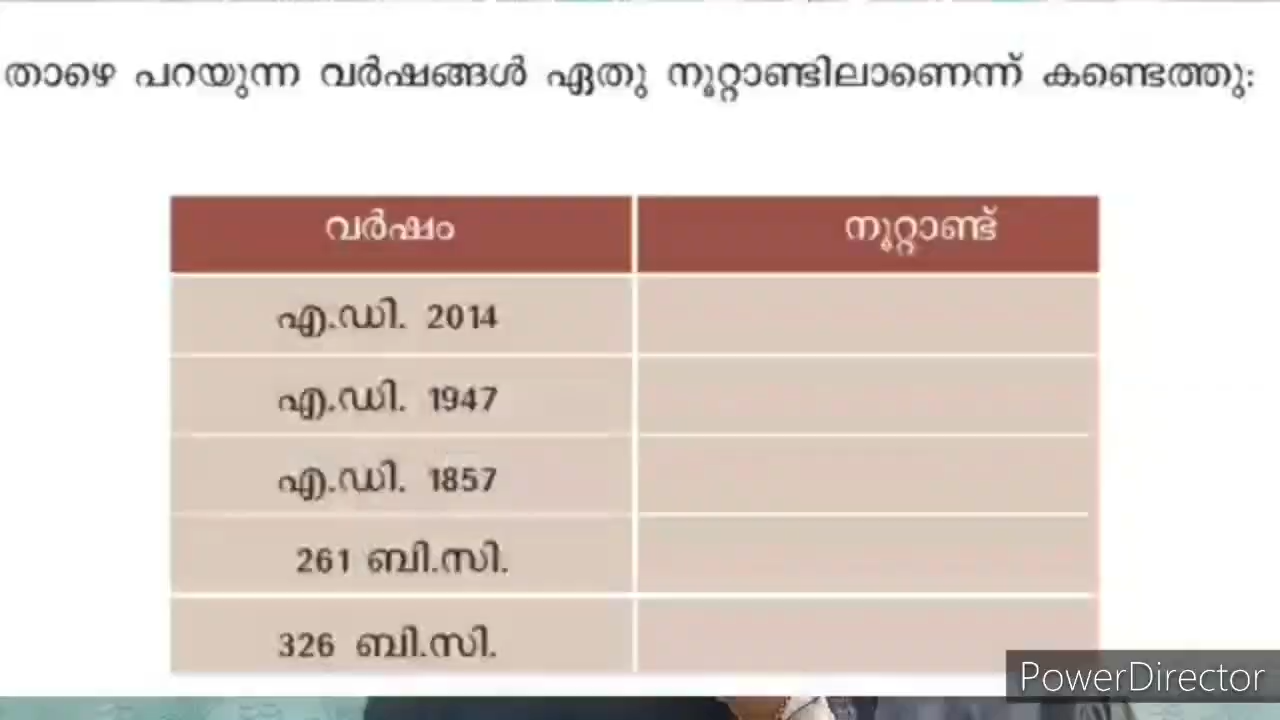 താഴെ പറയുന്ന വർഷങ്ങൾ ഏതു നൂറ്റാണ്ടിലാണെന്ന് കണ്ടെത്തു:
വർഷം നൂറ്റാണ്ട്
എ.ഡി. 2014
എ.ഡി. 1947
എ.ഡി. 1857
261 ബി.സി.
326 ബി.സി.
PowerDirector